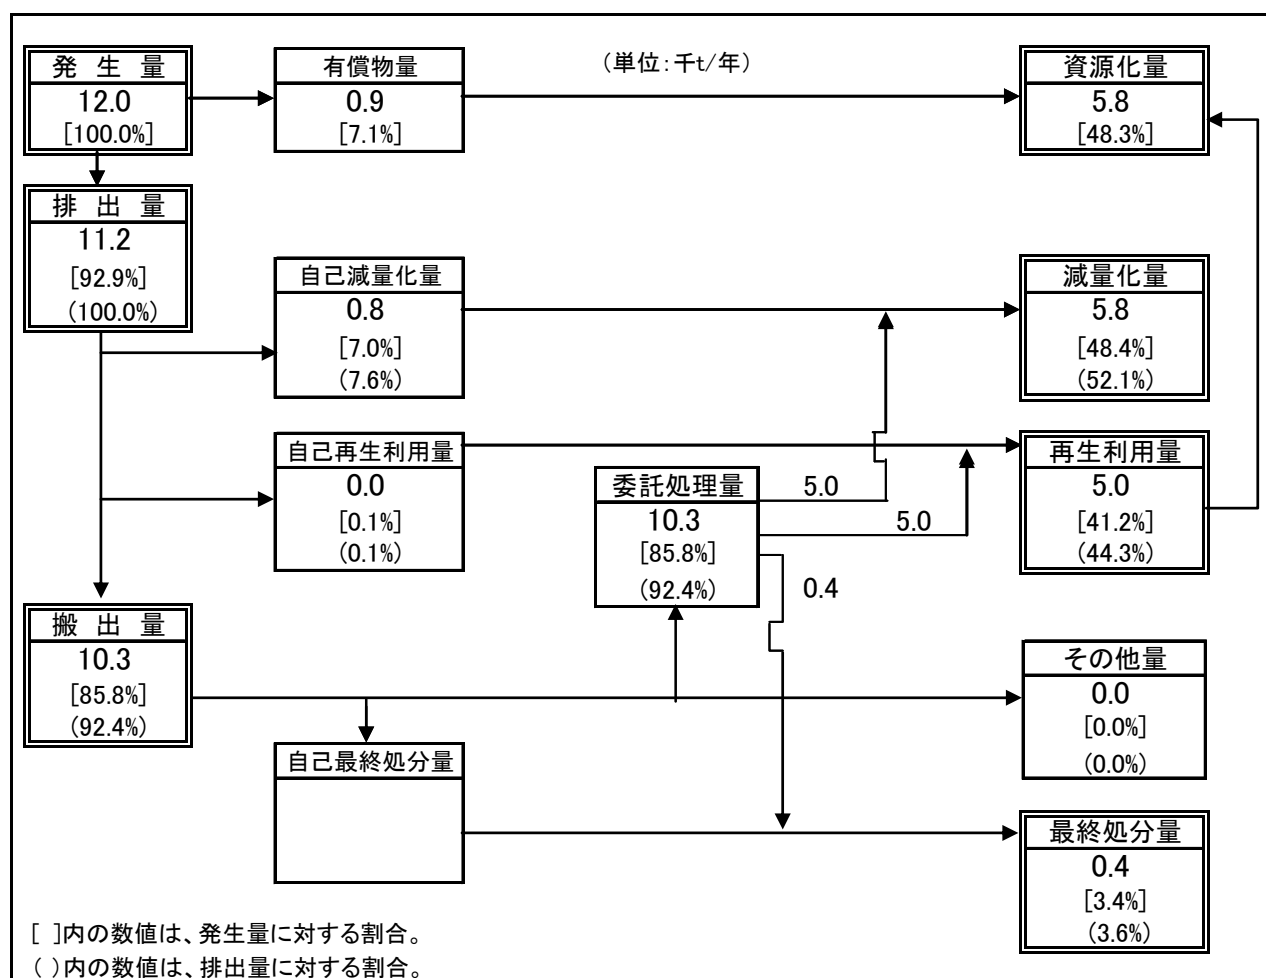 (単位:千t/年)
発 生 量
12.0
[100.0%]
有償物量
0.9
[7.1%]
資源化量
5.8
[48.3%]
排 出 量
11.2
[92.9%]
(100.0%)
自己減量化量
0.8
[7.0%]
(7.6%)
減量化量
5.8
[48.4%]
(52.1%)
自己再生利用量
0.0
[0.1%]
(0.1%)
委託処理量
10.3
[85.8%]
(92.4%)
5.0
5.0
0.4
再生利用量
5.0
[41.2%]
(44.3%)
搬 出 量
10.3
[85.8%]
(92.4%)
その他量
0.0
[0.0%]
(0.0%)
自己最終処分量
最終処分量
0.4
[3.4%]
(3.6%)
[ ]内の数値は、発生量に対する割合。
( )内の数値は、排出量に対する割合。